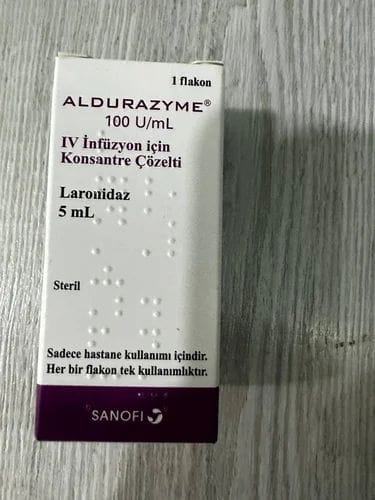 1 flakon
ALDURAZYME®
100 U/mL
IV İnfüzyon için
Konsantre Çözelti
Laronidaz
5 mL
Steril
Sadece hastane kullanımı içindir.
Her bir flakon tek kullanımlıktır.
SANOFI